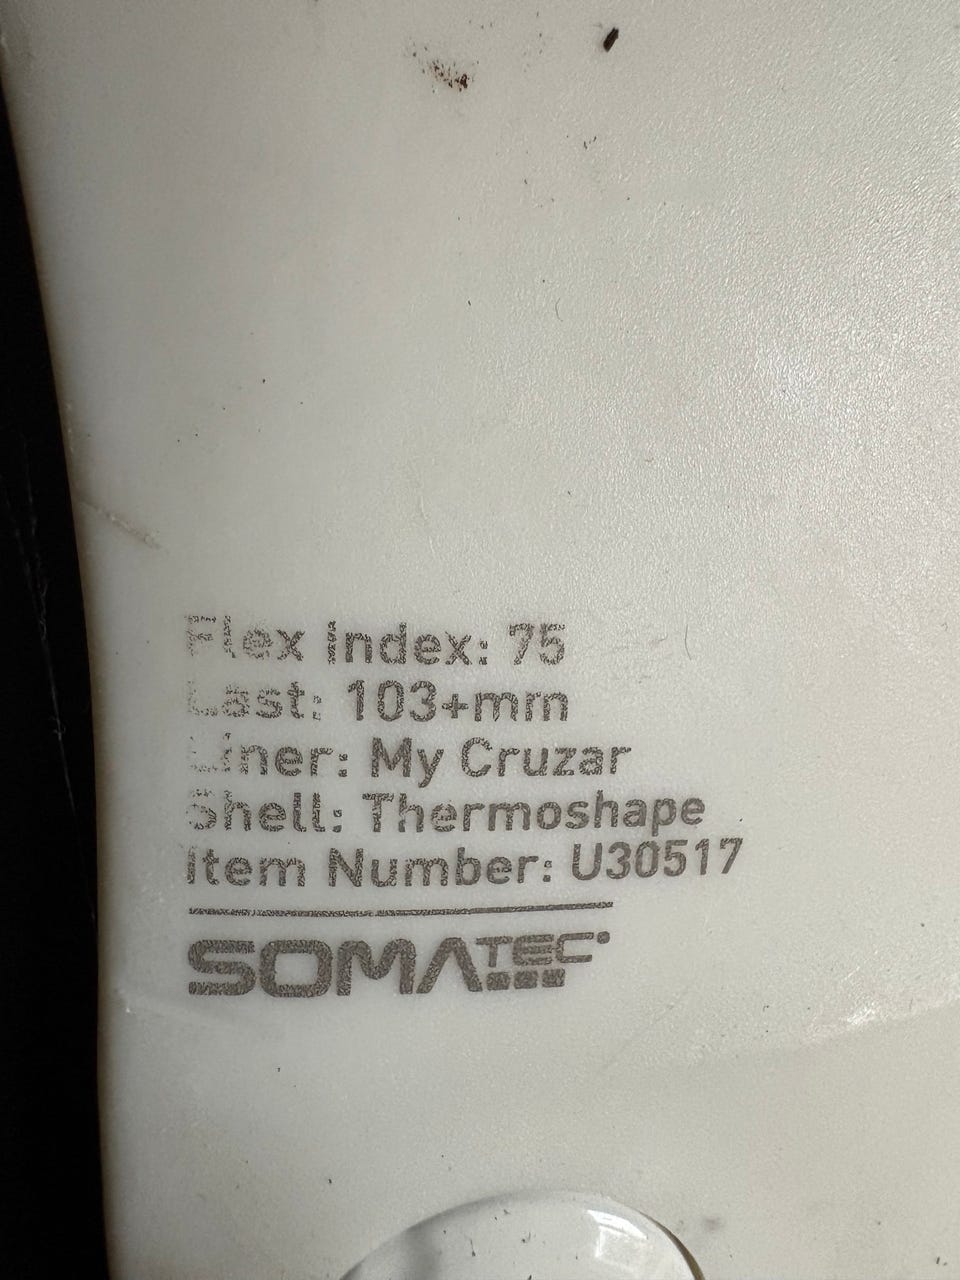 Flex Index: 75
Last: 103+mm
Liner: My Cruzar
Shell: Thermoshape
Item Number: U30517
SOMATEC